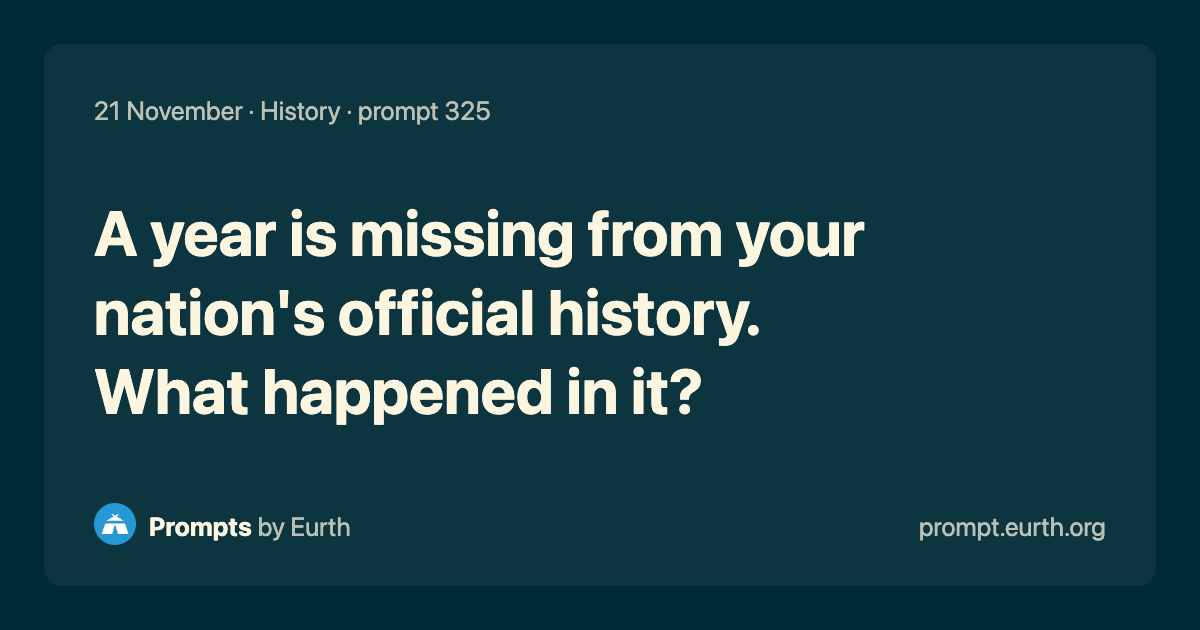 21 November · History · prompt 325
A year is missing from your
nation's official history.
What happened in it?
Prompts by Eurth
prompt.eurth.org